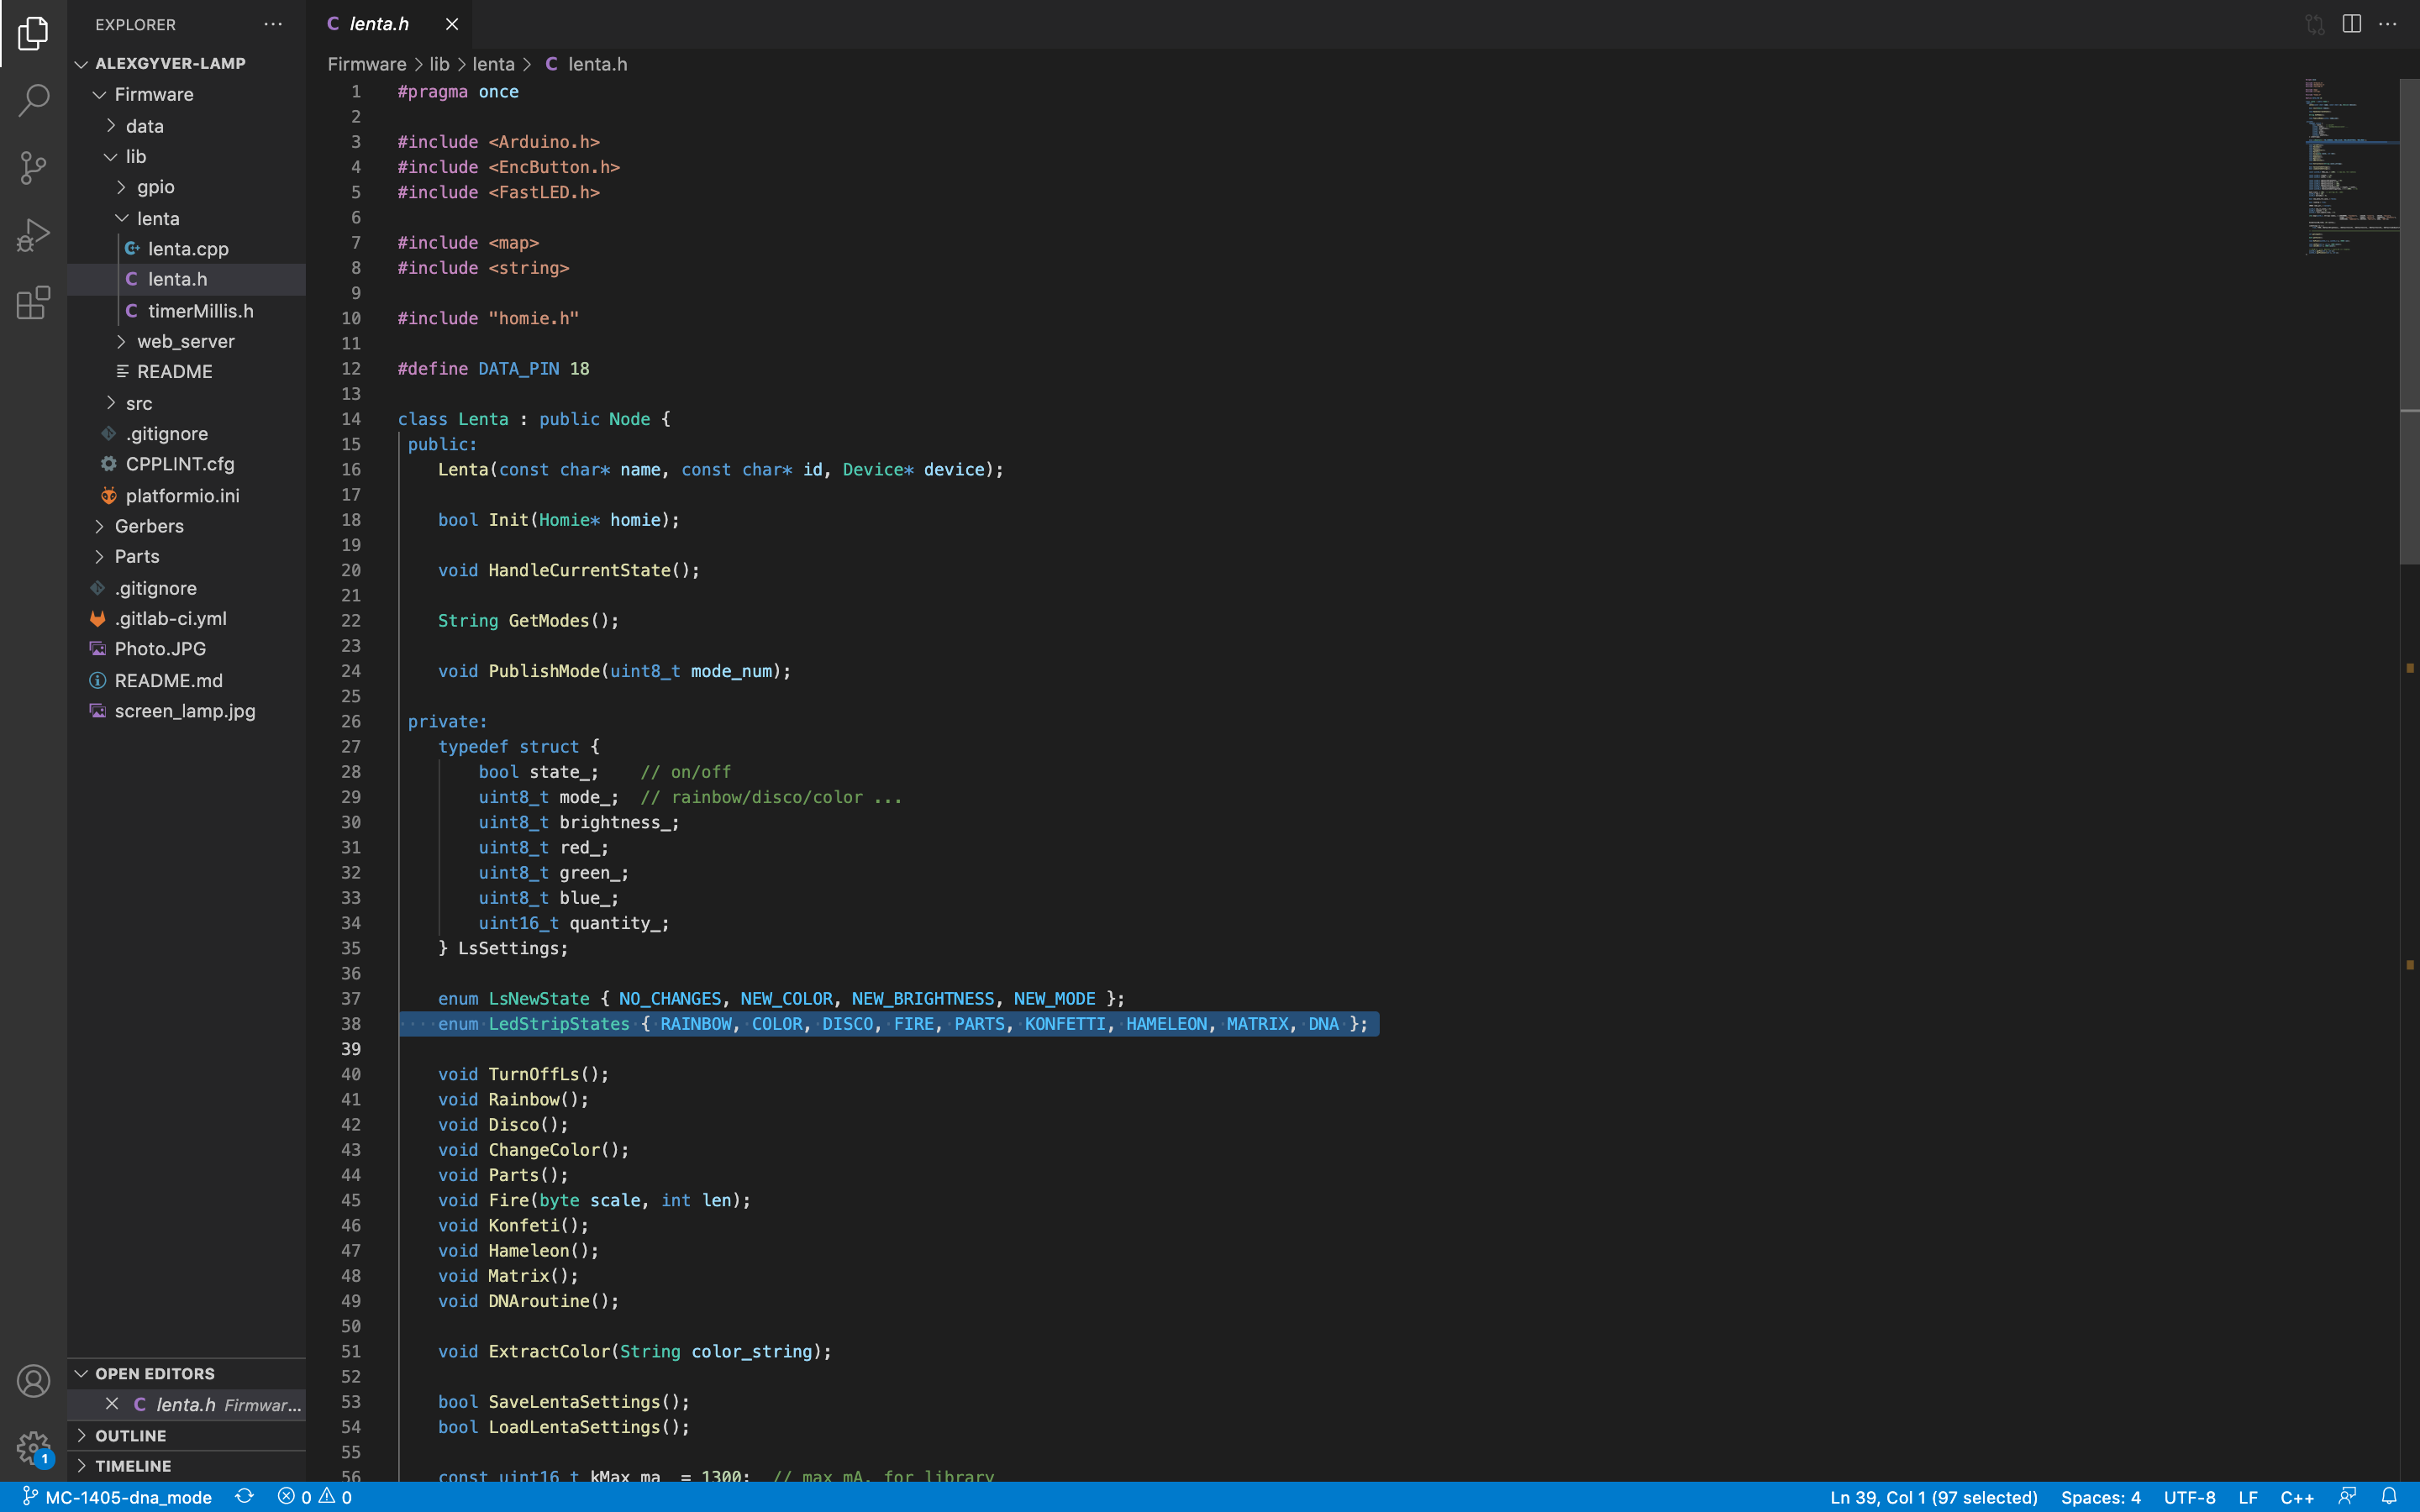 EXPLORER
ALEXGYVER-LAMP
Firmware
data
lib
gpio
lenta
lenta.cpp
lenta.h
timerMillis.h
web_server
README
src
.gitignore
CPPLINT.cfg
platformio.ini
Gerbers
Parts
.gitignore
.gitlab-ci.yml
Photo.JPG
README.md
screen_lamp.jpg
OPEN EDITORS
lenta.h Firmwar...
OUTLINE
TIMELINE
1
C lenta.h
Firmware > lib > lenta > C lenta.h
1 #pragma once
2
3 #include <Arduino.h>
4 #include <EncButton.h>
5 #include <FastLED.h>
6
7 #include <map>
8 #include <string>
9
10 #include "homie.h"
11
12 #define DATA_PIN 18
13
14 class Lenta : public Node {
15 public:
16 Lenta(const char* name, const char* id, Device* device);
17
18 bool Init(Homie* homie);
19
20 void HandleCurrentState();
21
22 String GetModes();
23
24 void PublishMode(uint8_t mode_num);
25
26 private:
27 typedef struct {
28 bool state_; // on/off
29 uint8_t mode_; // rainbow/disco/color ...
30 uint8_t brightness_;
31 uint8_t red_;
32 uint8_t green_;
33 uint8_t blue_;
34 uint16_t quantity_;
35 } LsSettings;
36
37 enum LsNewState { NO_CHANGES, NEW_COLOR, NEW_BRIGHTNESS, NEW_MODE };
38 enum LedStripStates { RAINBOW, COLOR, DISCO, FIRE, PARTS, KONFETTI, HAMELEON, MATRIX, DNA };
39
40 void TurnOffLs();
41 void Rainbow();
42 void Disco();
43 void ChangeColor();
44 void Parts();
45 void Fire(byte scale, int len);
46 void Konfeti();
47 void Hameleon();
48 void Matrix();
49 void DNAroutine();
50
51 void ExtractColor(String color_string);
52
53 bool SaveLentaSettings();
54 bool LoadLentaSettings();
55
56 const uint16_t kMax_ma_ = 1300; // max mA, for library
MC-1405-dna_mode 0 0 Ln 39, Col 1 (97 selected) Spaces: 4 UTF-8 LF C++